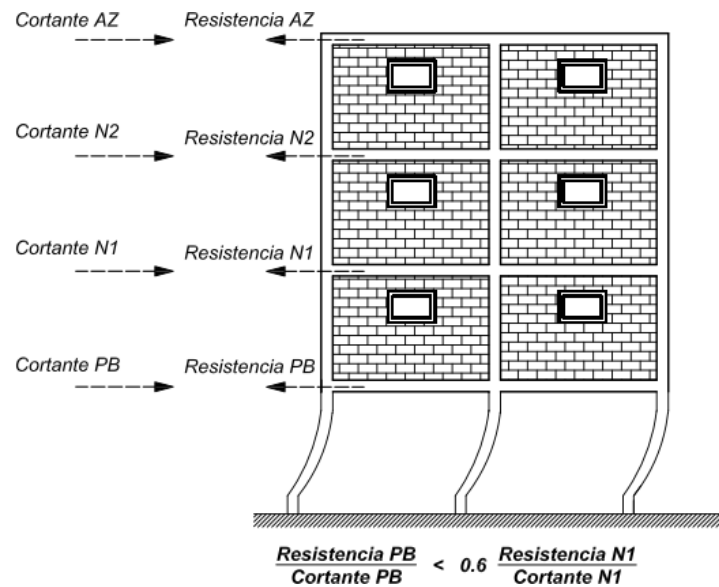 Cortante AZ Resistencia AZ
Cortante N2 Resistencia N2
Cortante N1 Resistencia N1
Cortante PB Resistencia PB
Resistencia PB < 0.6 Resistencia N1
Cortante PB Cortante N1